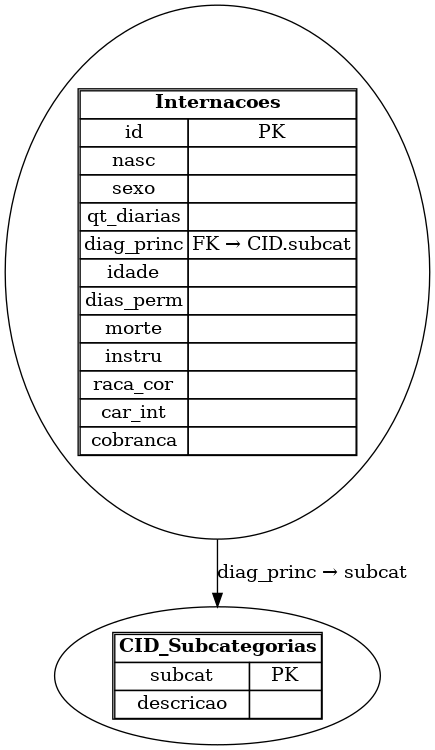 Internacoes
id PK
nasc
sexo
qt_diarias
diag_princ FK → CID.subcat
idade
dias_perm
morte
instru
raca_cor
car_int
cobranca
diag_princ → subcat
CID_Subcategorias
subcat PK
descricao